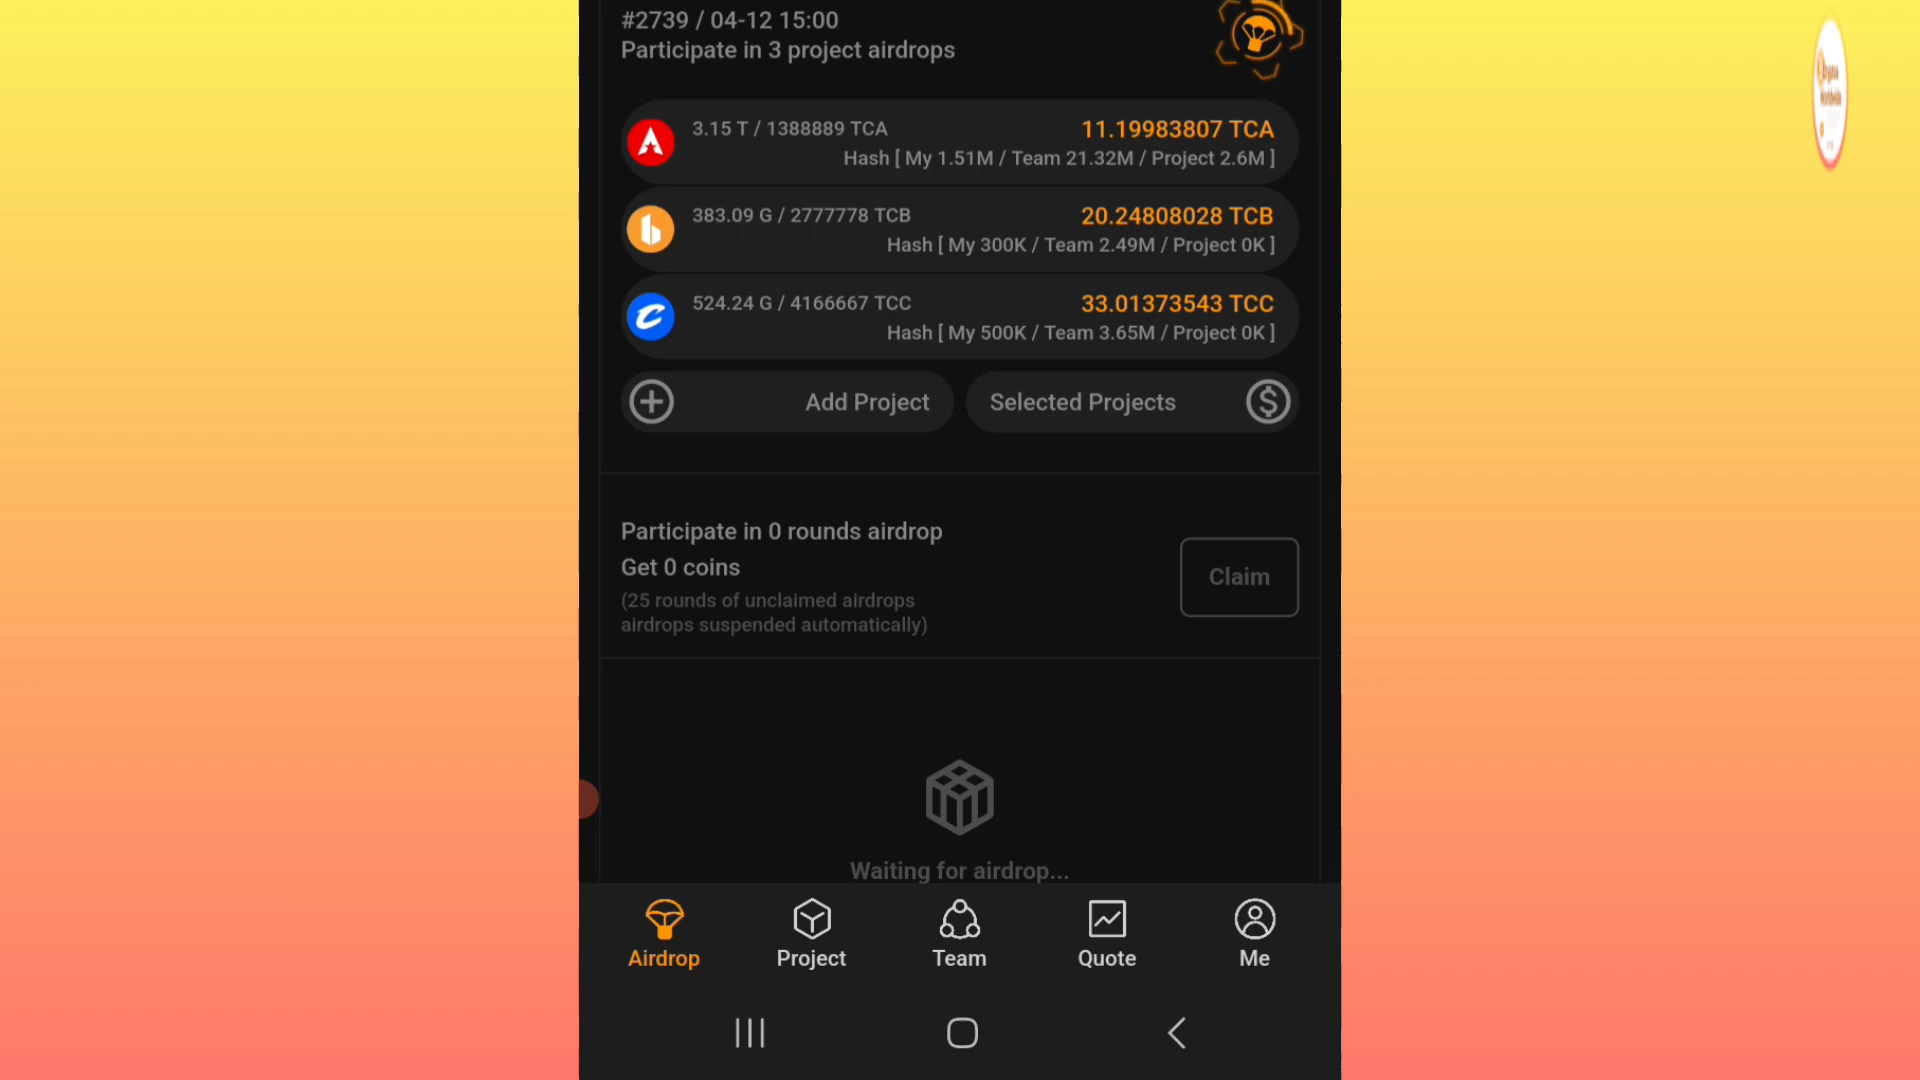 #2739 / 04-12 15:00
Participate in 3 project airdrops
3.15 T / 1388889 TCA
11.19983807 TCA
Hash [ My 1.51M / Team 21.32M / Project 2.6M ]
383.09 G / 2777778 TCB
20.24808028 TCB
Hash [ My 300K / Team 2.49M / Project 0K ]
524.24 G / 4166667 TCC
33.01373543 TCC
Hash [ My 500K / Team 3.65M / Project 0K ]
Add Project
Selected Projects
Participate in 0 rounds airdrop
Get 0 coins
(25 rounds of unclaimed airdrops
airdrops suspended automatically)
Claim
Waiting for airdrop...
Airdrop
Project
Team
Quote
Me